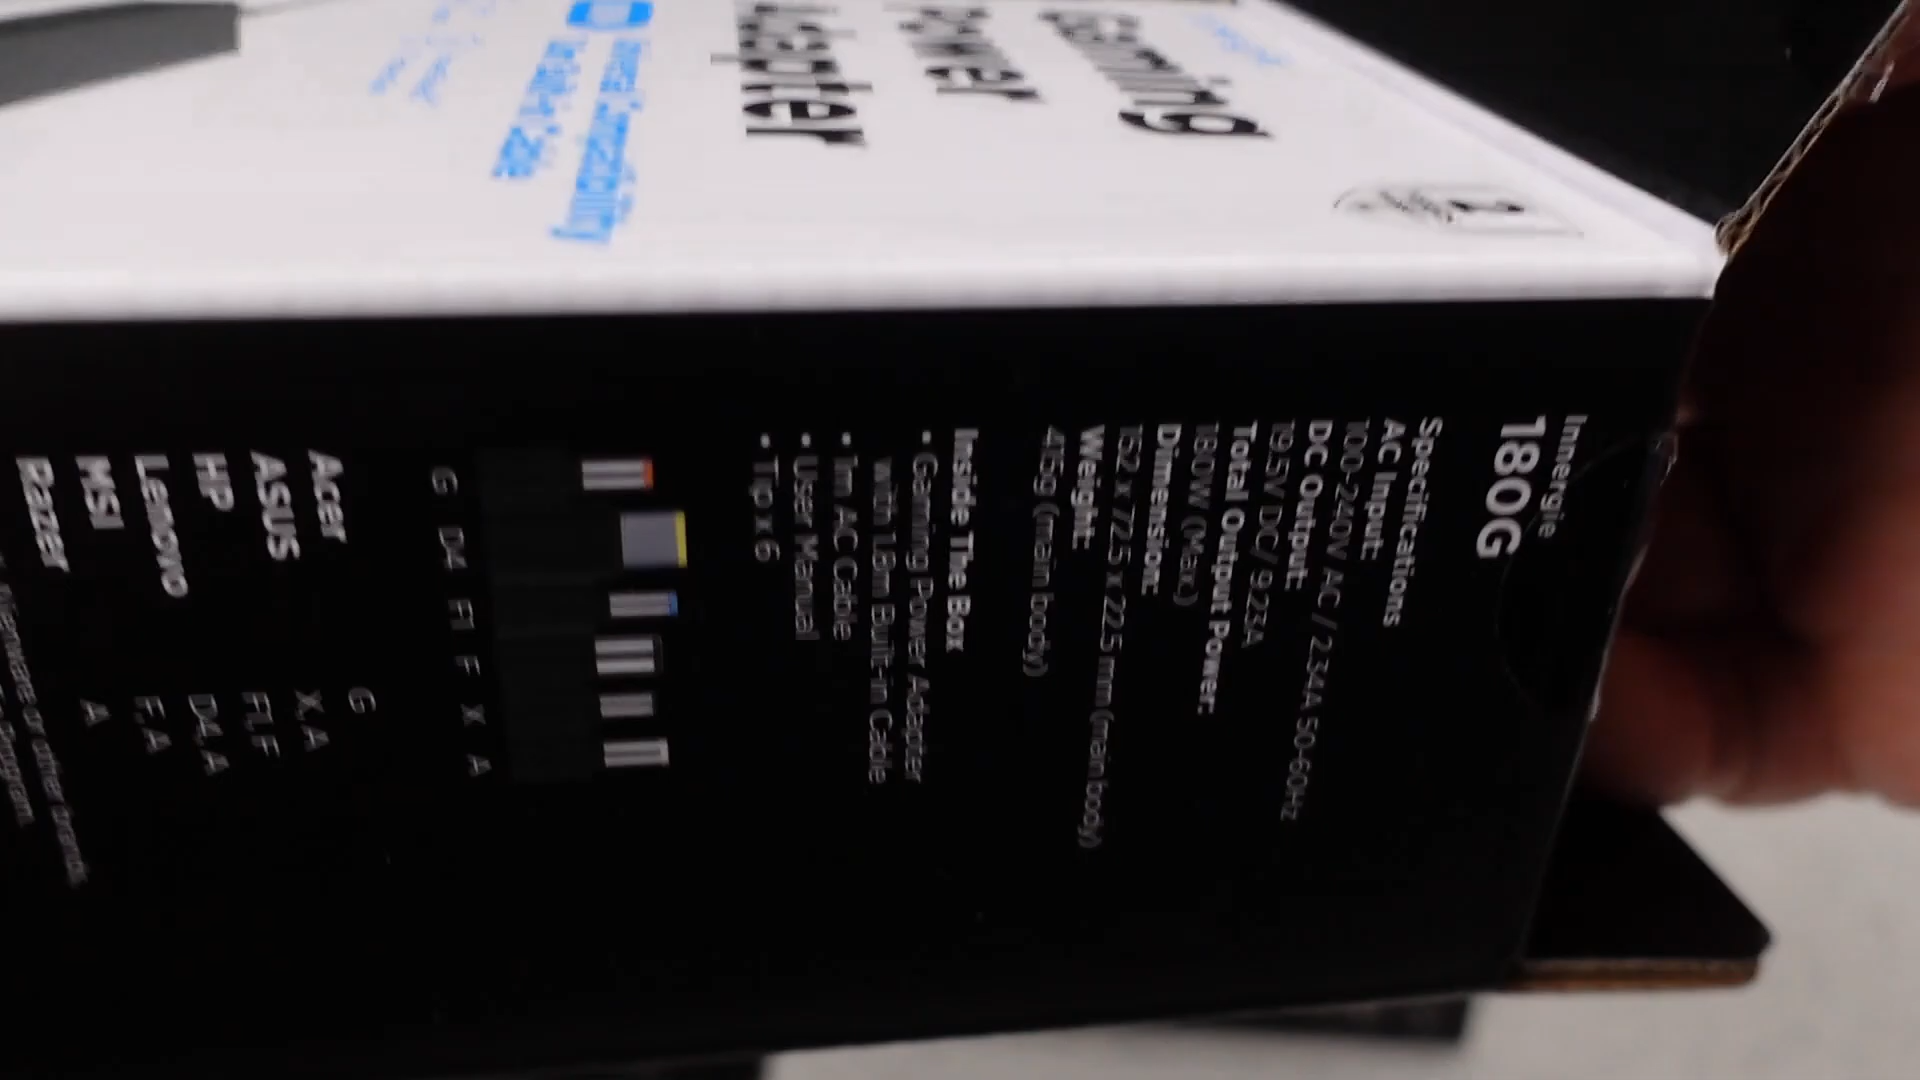 Gaming
power
adapter
Universal Compatibility
Innergie
180G
Specifications
AC Input:
100-240V AC / 2.34A 50-60Hz
DC Output:
19.5V DC/ 9.23A
Total Output Power:
180W (Max.)
Dimension:
152 x 72.5 x 22.5 mm (main body)
Weight:
415g (main body)
Inside The Box
• Gaming Power Adapter
with 1.8m Built-in Cable
• 1m AC Cable
• User Manual
• Tip x 6
G D4 F1 F X A
Acer
G
ASUS
X, A
HP
F1, F
Lenovo
D4, A
MSI
F, A
Razer
A